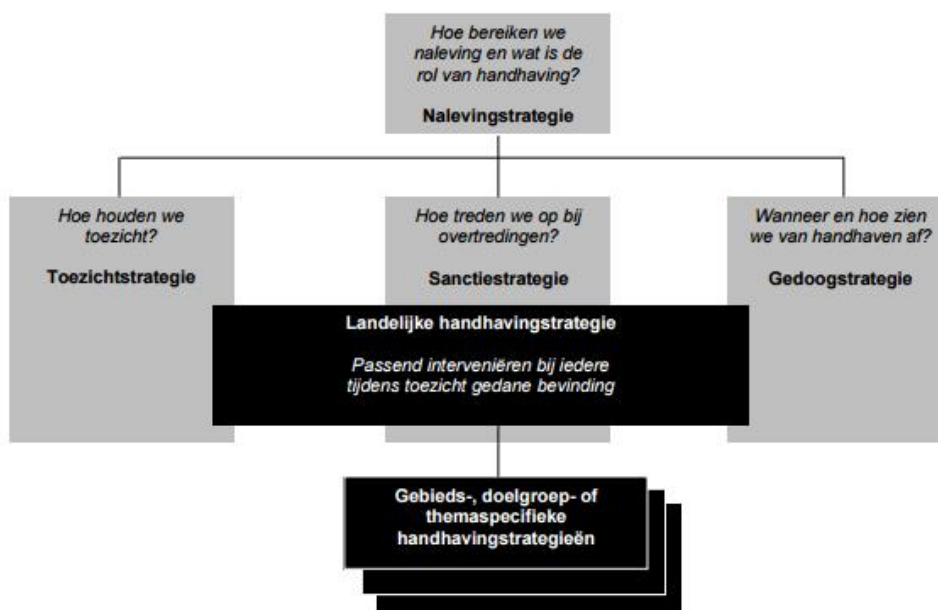 Hoe bereiken we
naleving en wat is de
rol van handhaving?
Nalevingstrategie
Hoe houden we
toezicht?
Toezichtstrategie
Hoe treden we op bij
overtredingen?
Sanctiestrategie
Wanneer en hoe zien
we van handhaven af?
Gedoogstrategie
Landelijke handhavingstrategie
Passend interveniëren bij iedere
tijdens toezicht gedane bevinding
Gebieds-, doelgroep- of
themaspecifieke
handhavingstrategieën